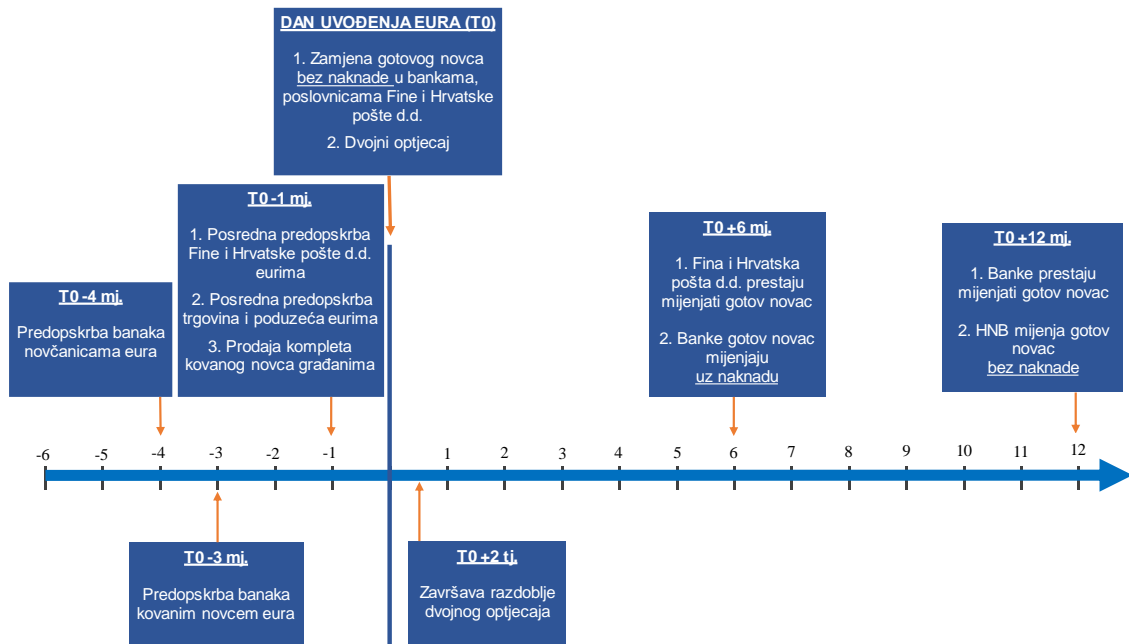 DAN UVOĐENJA EURA (T0)
1. Zamjena gotovog novca
bez naknade u bankama,
poslovnicama Fine i Hrvatske
pošte d.d.
2. Dvojni optjecaj
T0 -1 mj.
1. Posredna predopskrba
Fine i Hrvatske pošte d.d.
eurima
2. Posredna predopskrba
trgovina i poduzeća eurima
3. Prodaja kompleta
kovanog novca građanima
T0 -4 mj.
Predopskrba banaka
novčanicama eura
T0 +6 mj.
1. Fina i Hrvatska
pošta d.d. prestaju
mijenjati gotov novac
2. Banke gotov novac
mijenjaju
uz naknadu
T0 +12 mj.
1. Banke prestaju
mijenjati gotov novac
2. HNB mijenja gotov
novac
bez naknade
-6 -5 -4 -3 -2 -1 1 2 3 4 5 6 7 8 9 10 11 12
T0 -3 mj.
Predopskrba banaka
kovanim novcem eura
T0 +2 tj.
Završava razdoblje
dvojnog optjecaja